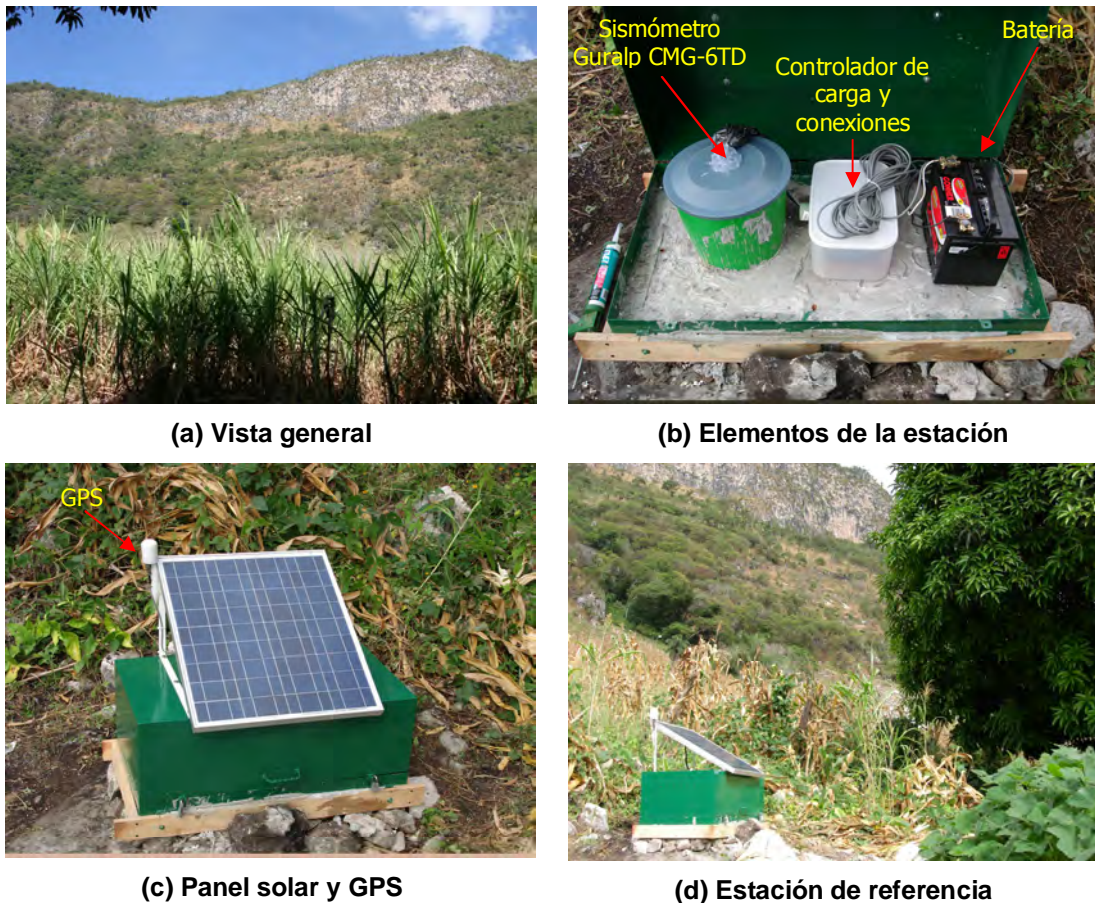 Sismómetro
Guralp CMG-6TD
Controlador de
carga y
conexiones
Batería
(a) Vista general
(b) Elementos de la estación
GPS
(c) Panel solar y GPS
(d) Estación de referencia